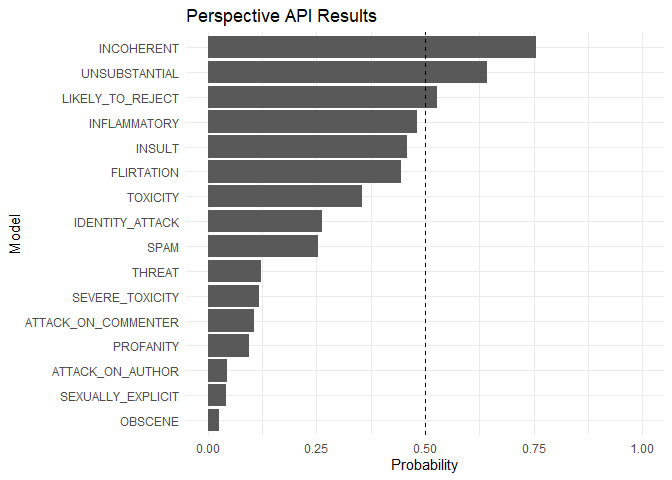 Perspective API Results
INCOHERENT
UNSUBSTANTIAL
LIKELY_TO_REJECT
INFLAMMATORY
INSULT
FLIRTATION
TOXICITY
IDENTITY_ATTACK
SPAM
THREAT
SEVERE_TOXICITY
ATTACK_ON_COMMENTER
PROFANITY
ATTACK_ON_AUTHOR
SEXUALLY_EXPLICIT
OBSCENE
Model
0.00 0.25 0.50 0.75 1.00
Probability